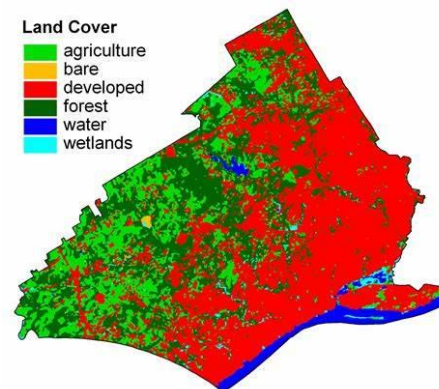 Land Cover
agriculture
bare
developed
forest
water
wetlands